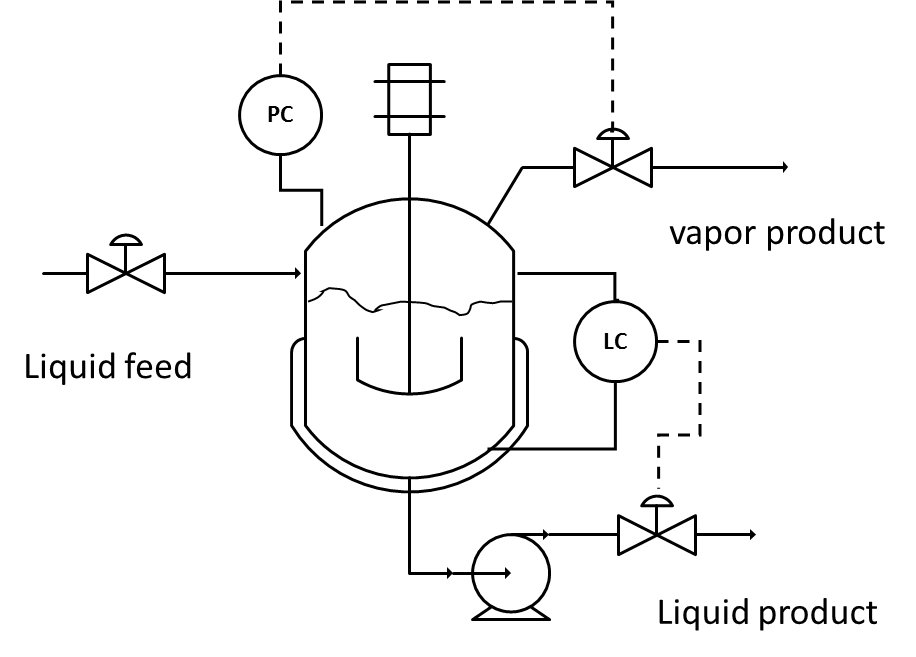 PC
vapor product
Liquid feed
LC
Liquid product